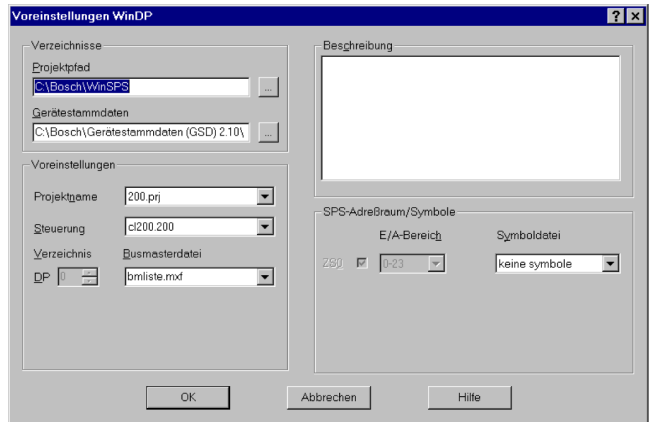 Voreinstellungen WinDP
Verzeichnisse
Projektpfad
C:\Bosch\WinSPS
...
Gerätestammdaten
C:\Bosch\Gerätestammdaten (GSD) 2.10\
...
Beschreibung
Voreinstellungen
Projektname
200.prj
Steuerung
cl200.200
Verzeichnis
Busmasterdatei
DP
0
bmliste.mxf
SPS-Adreßraum/Symbole
E/A-Bereich
Symboldatei
ZB0
0-23
keine symbole
OK
Abbrechen
Hilfe